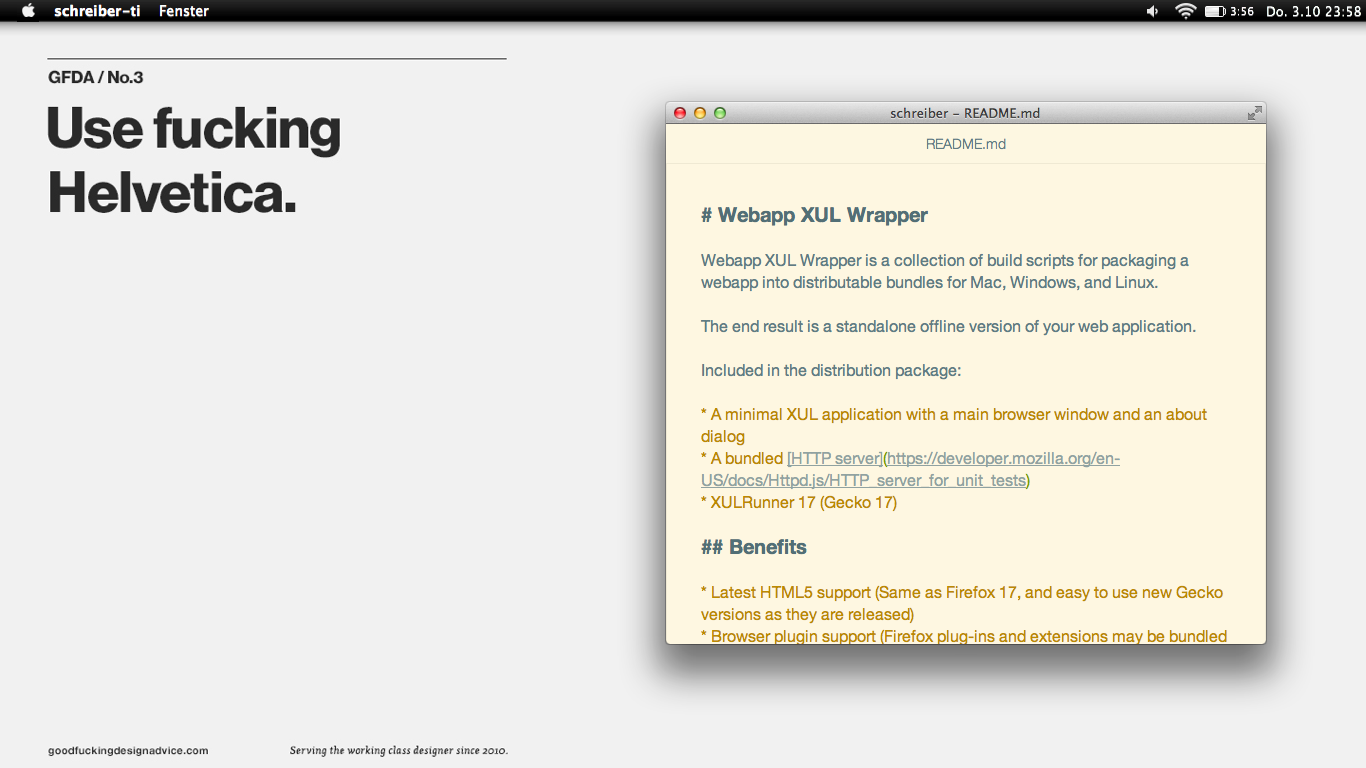 schreiber-ti Fenster 3:56 Do. 3.10 23:58
GFDA / No.3
Use fucking
Helvetica.
schreiber – README.md
README.md
# Webapp XUL Wrapper
Webapp XUL Wrapper is a collection of build scripts for packaging a
webapp into distributable bundles for Mac, Windows, and Linux.
The end result is a standalone offline version of your web application.
Included in the distribution package:
* A minimal XUL application with a main browser window and an about
dialog
* A bundled [HTTP server](https://developer.mozilla.org/en-
US/docs/Httpd.js/HTTP_server_for_unit_tests)
* XULRunner 17 (Gecko 17)
## Benefits
* Latest HTML5 support (Same as Firefox 17, and easy to use new Gecko
versions as they are released)
* Browser plugin support (Firefox plug-ins and extensions may be bundled
goodfuckingdesignadvice.com
Serving the working class designer since 2010.